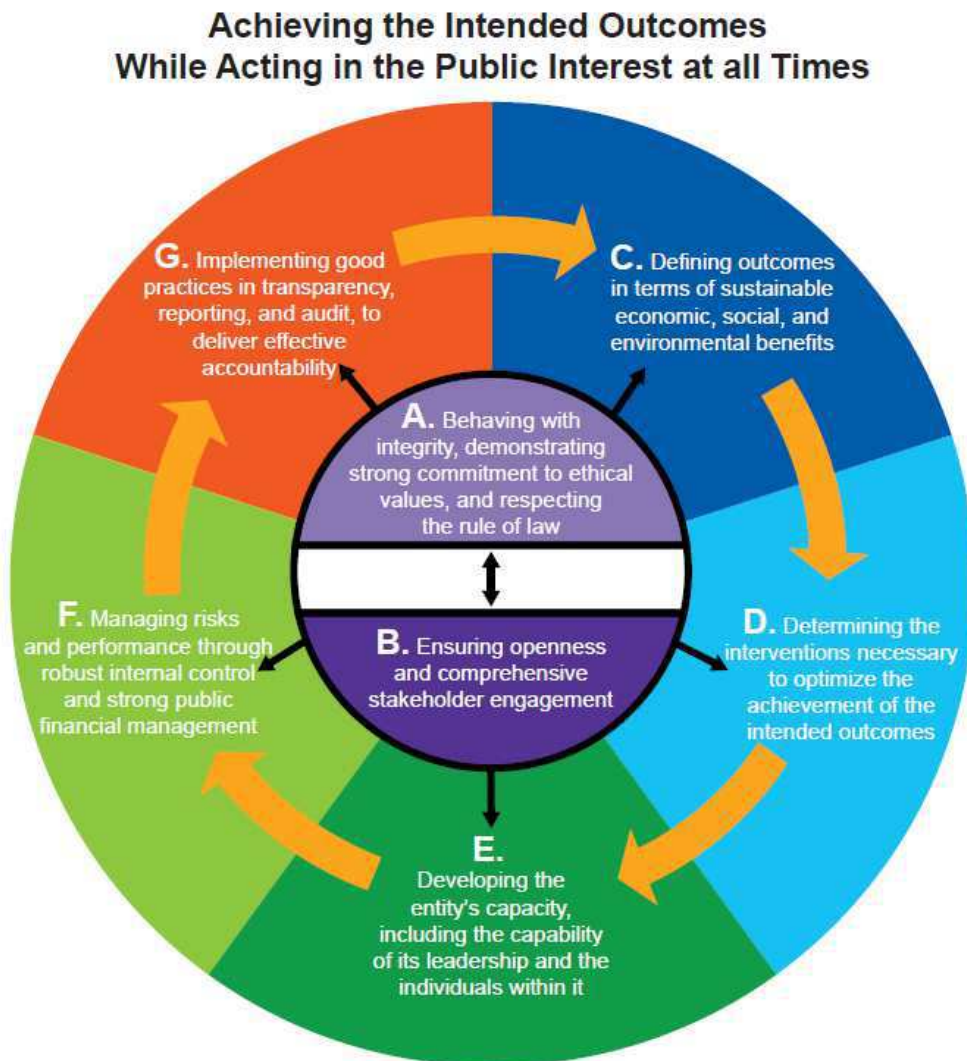 Achieving the Intended Outcomes
While Acting in the Public Interest at all Times
G. Implementing good
practices in transparency,
reporting, and audit, to
deliver effective
accountability
C. Defining outcomes
in terms of sustainable
economic, social, and
environmental benefits
A. Behaving with
integrity, demonstrating
strong commitment to ethical
values, and respecting
the rule of law
B. Ensuring openness
and comprehensive
stakeholder engagement
F. Managing risks
and performance through
robust internal control
and strong public
financial management
D. Determining the
interventions necessary
to optimize the
achievement of the
intended outcomes
E.
Developing the
entity's capacity,
including the capability
of its leadership and the
individuals within it